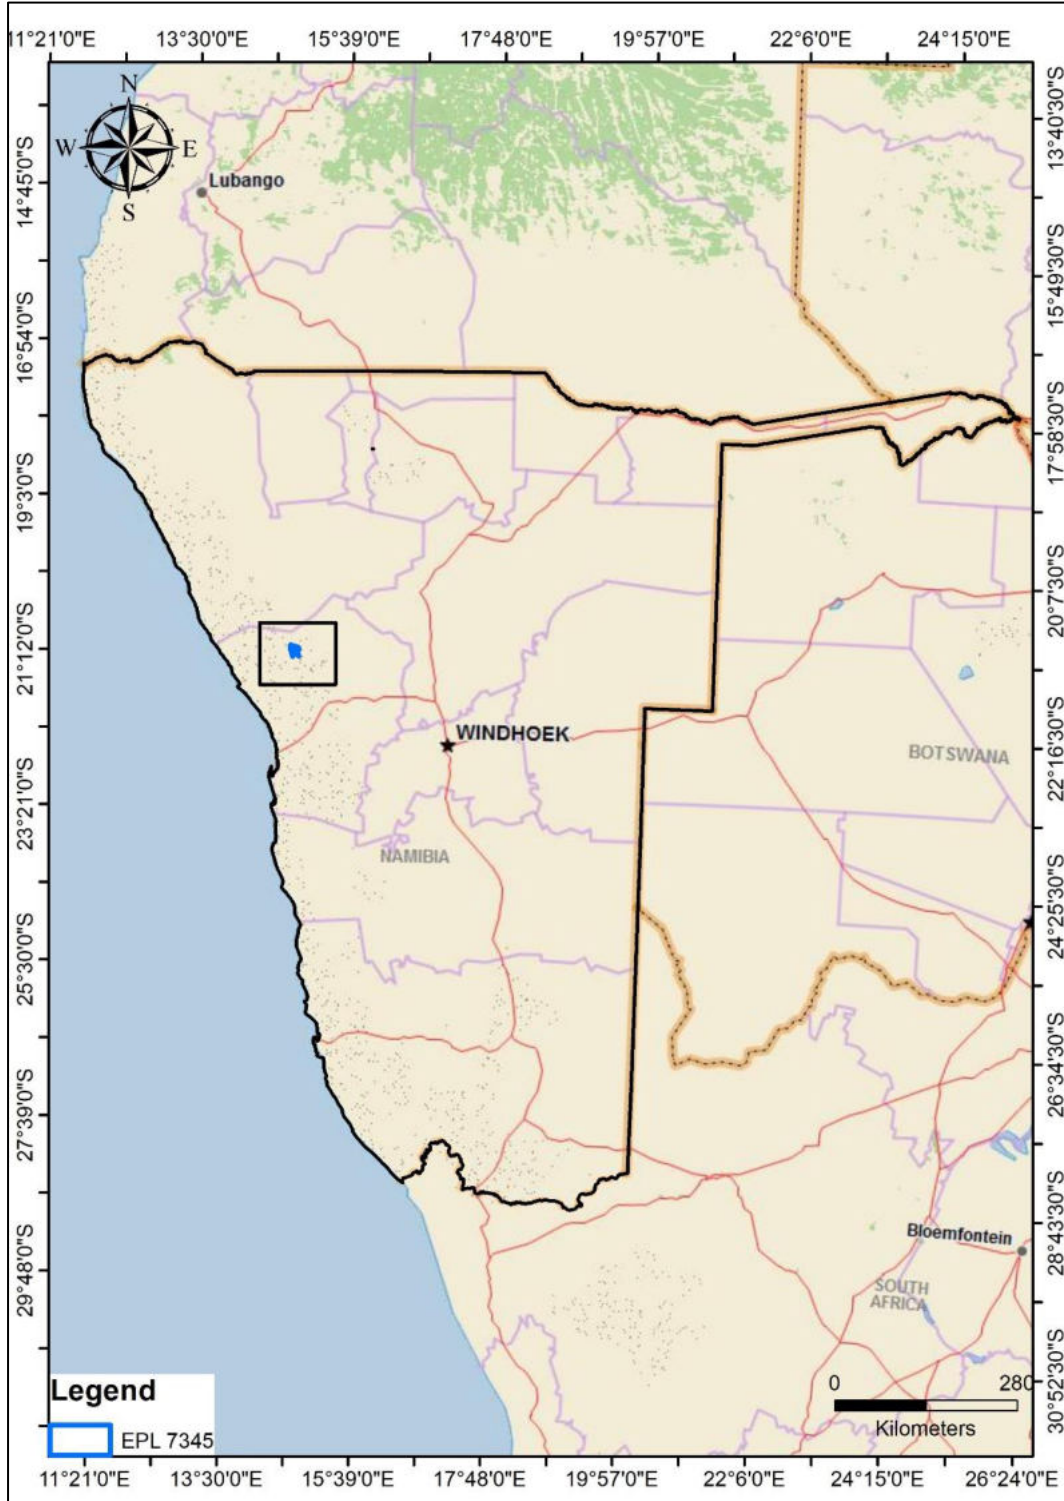 11°21'0"E 13°30'0"E 15°39'0"E 17°48'0"E 19°57'0"E 22°6'0"E 24°15'0"E
N
W E
S
Lubango
14°45'0"S
16°54'0"S
19°3'0"S
21°12'0"S
23°21'0"S
25°30'0"S
27°39'0"S
29°48'0"S
13°40'30"S
15°49'30"S
17°58'30"S
20°7'30"S
22°16'30"S
24°25'30"S
26°34'30"S
28°43'30"S
30°52'30"S
WINDHOEK
BOTSWANA
NAMIBIA
Bloemfontein
SOUTH
AFRICA
0 280
Kilometers
Legend
EPL 7345
11°21'0"E 13°30'0"E 15°39'0"E 17°48'0"E 19°57'0"E 22°6'0"E 24°15'0"E 26°24'0"E